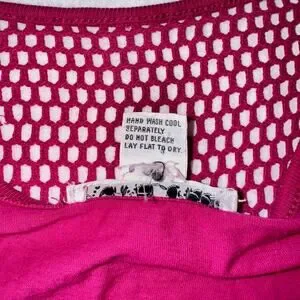 HAND WASH COOL
SEPARATELY
DO NOT BLEACH
LAY FLAT TO DRY.